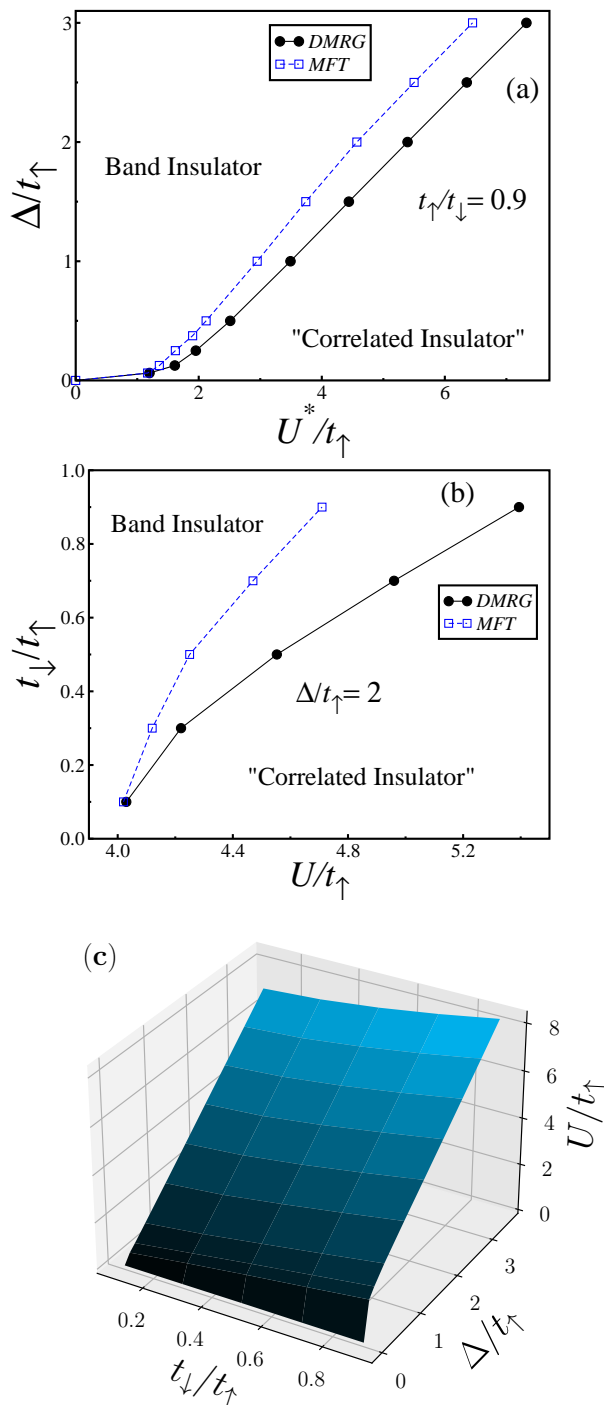 3
DMRG
MFT
(a)
2
Band Insulator
Δ/t↑
t↑/t↓= 0.9
1
"Correlated Insulator"
0
0 2 4 6
U*/t↑
1.0
(b)
Band Insulator
0.8
DMRG
MFT
0.6
t↓/t↑
0.4
Δ/t↑= 2
0.2
"Correlated Insulator"
0.0
4.0 4.4 4.8 5.2
U/t↑
(c)
8
6
4
2
0
U/t↑
3
2
1
0
Δ/t↑
0.2 0.4 0.6 0.8
t↓/t↑